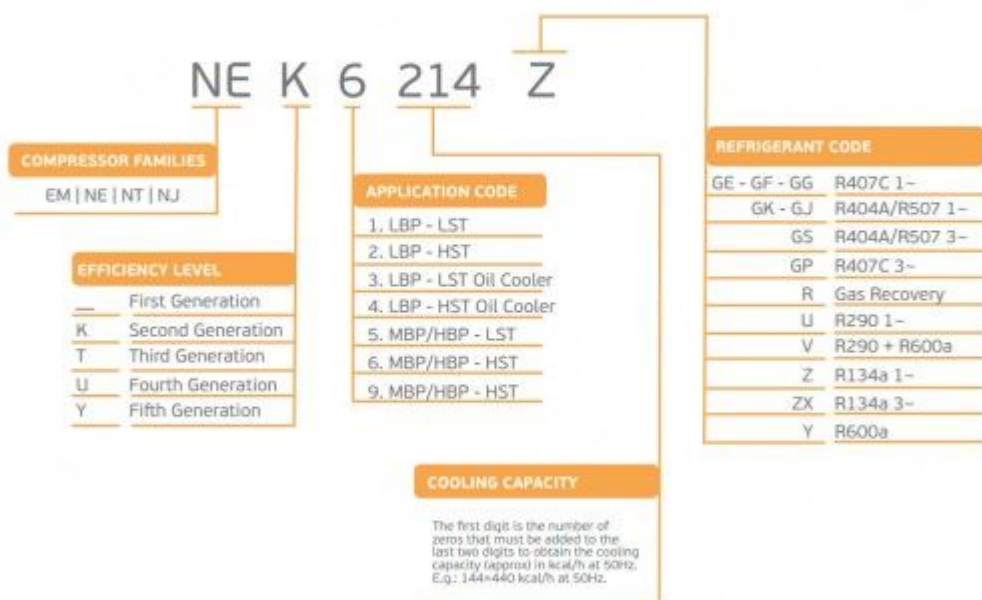 NE K 6 214 Z
COMPRESSOR FAMILIES
EM | NE | NT | NJ
EFFICIENCY LEVEL
__ First Generation
K Second Generation
T Third Generation
U Fourth Generation
Y Fifth Generation
APPLICATION CODE
1. LBP - LST
2. LBP - HST
3. LBP - LST Oil Cooler
4. LBP - HST Oil Cooler
5. MBP/HBP - LST
6. MBP/HBP - HST
9. MBP/HBP - HST
COOLING CAPACITY
The first digit is the number of
zeros that must be added to the
last two digits to obtain the cooling
capacity (approx) in kcal/h at 50Hz.
E.g.: 144=440 kcal/h at 50Hz.
REFRIGERANT CODE
GE - GF - GG R407C 1~
GK - GJ R404A/R507 1~
GS R404A/R507 3~
GP R407C 3~
R Gas Recovery
U R290 1~
V R290 + R600a
Z R134a 1~
ZX R134a 3~
Y R600a